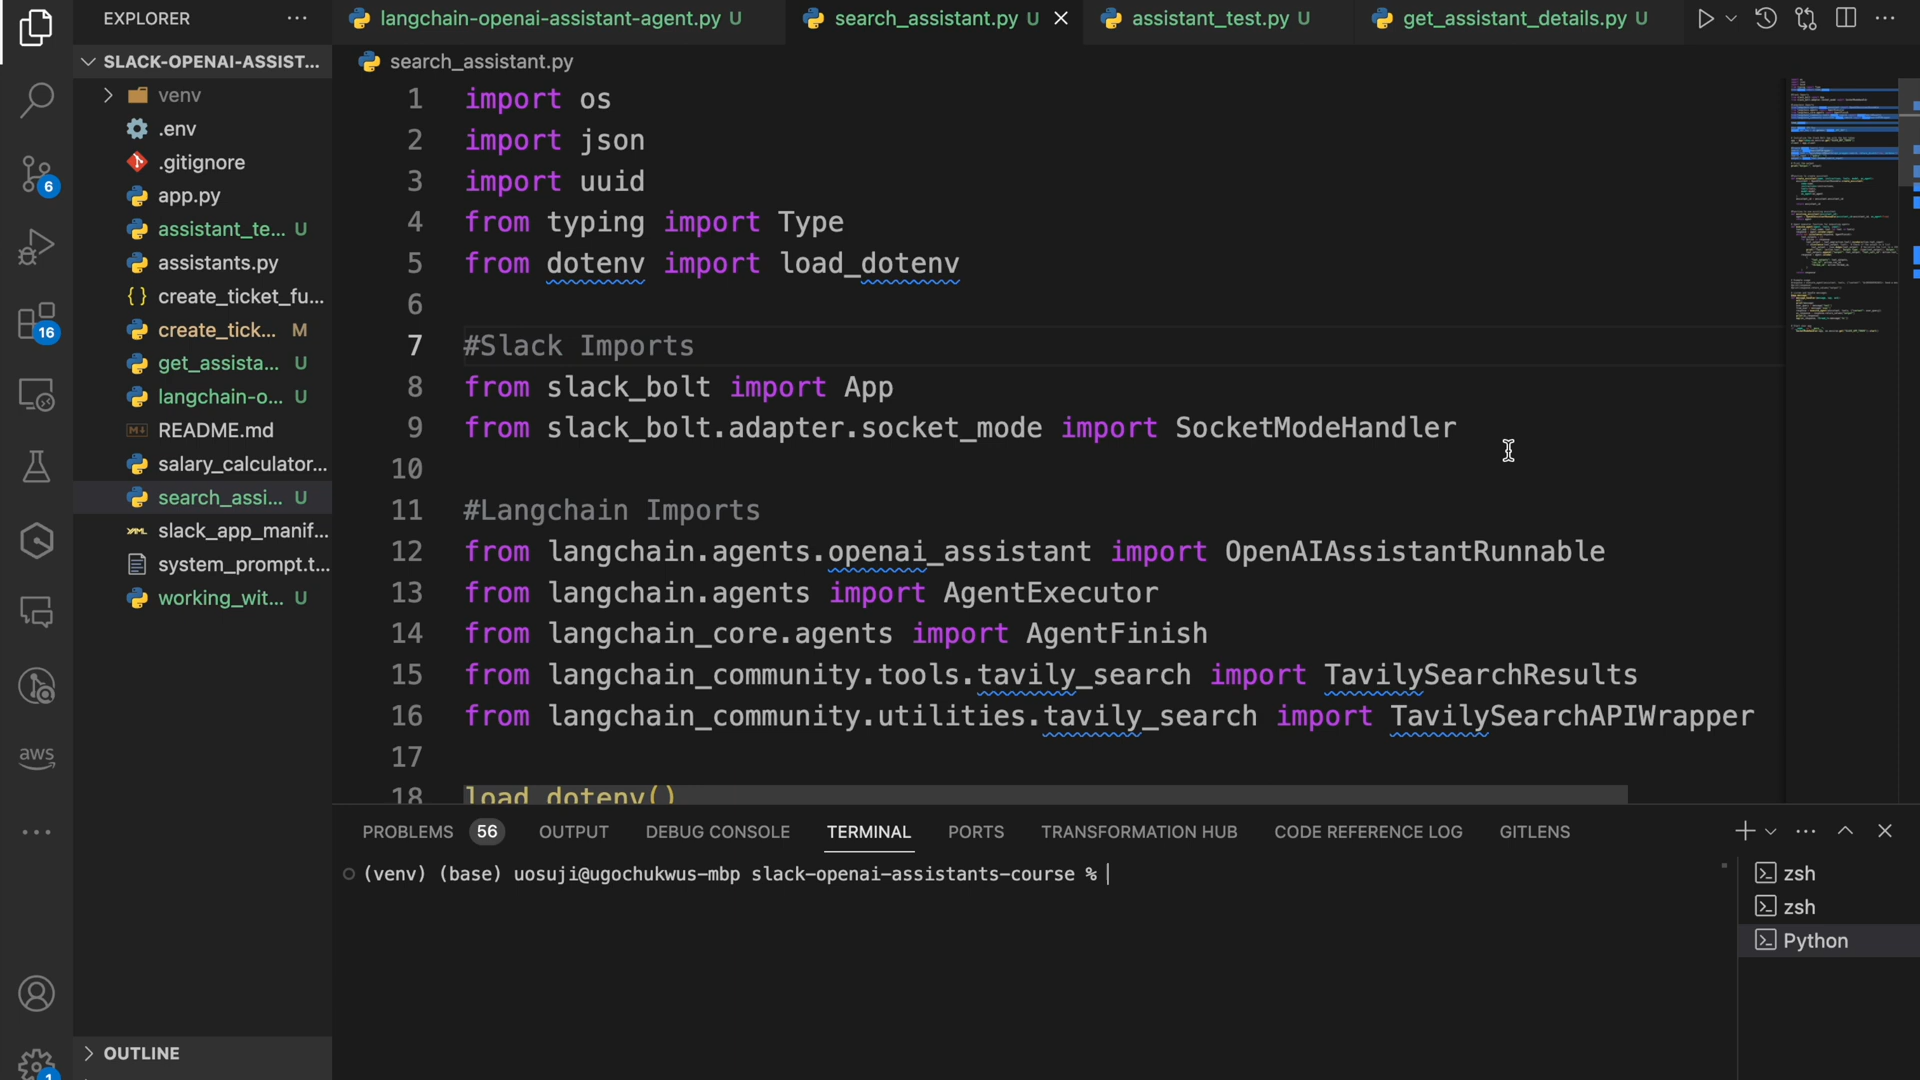 EXPLORER
langchain-openai-assistant-agent.py U
search_assistant.py U
assistant_test.py U
get_assistant_details.py U
SLACK-OPENAI-ASSIST...
search_assistant.py
venv
.env
.gitignore
app.py
assistant_te... U
assistants.py
create_ticket_fu...
create_tick... M
get_assista... U
langchain-o... U
README.md
salary_calculator...
search_assi... U
slack_app_manif...
system_prompt.t...
working_wit... U
OUTLINE
6
16
aws
1
1 import os
2 import json
3 import uuid
4 from typing import Type
5 from dotenv import load_dotenv
6
7 #Slack Imports
8 from slack_bolt import App
9 from slack_bolt.adapter.socket_mode import SocketModeHandler
10
11 #Langchain Imports
12 from langchain.agents.openai_assistant import OpenAIAssistantRunnable
13 from langchain.agents import AgentExecutor
14 from langchain_core.agents import AgentFinish
15 from langchain_community.tools.tavily_search import TavilySearchResults
16 from langchain_community.utilities.tavily_search import TavilySearchAPIWrapper
17
18 load_dotenv()
PROBLEMS 56 OUTPUT DEBUG CONSOLE TERMINAL PORTS TRANSFORMATION HUB CODE REFERENCE LOG GITLENS
(venv) (base) uosuji@ugochukwus-mbp slack-openai-assistants-course %
zsh
zsh
Python